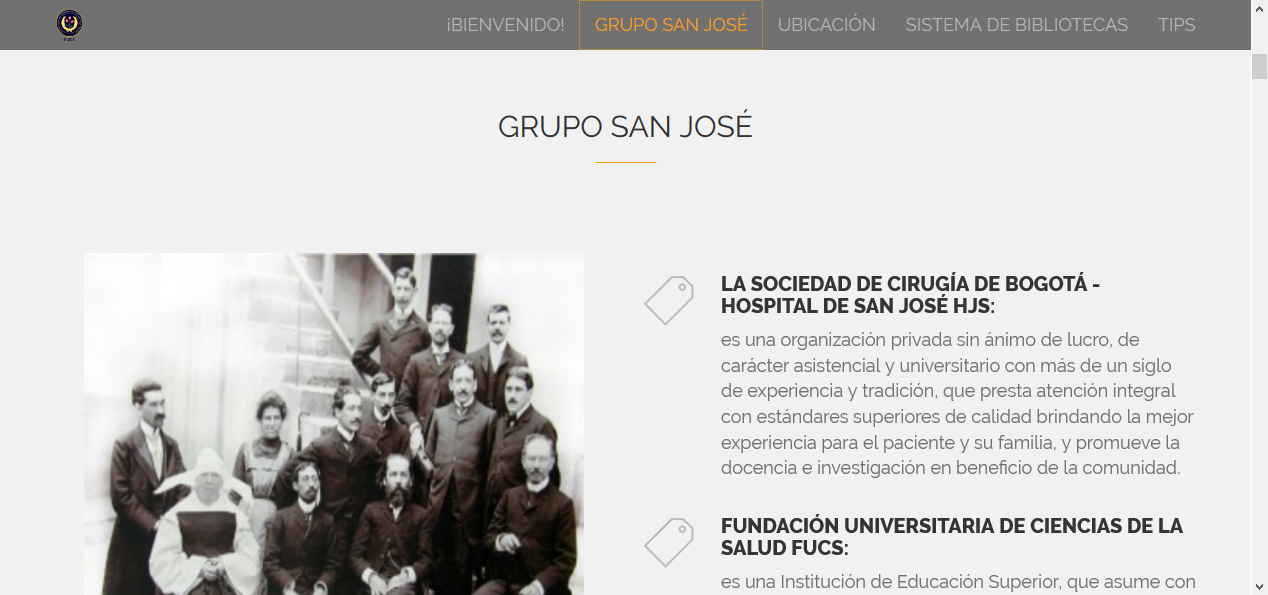 FUCS
¡BIENVENIDO!
GRUPO SAN JOSÉ
UBICACIÓN
SISTEMA DE BIBLIOTECAS
TIPS
GRUPO SAN JOSÉ
LA SOCIEDAD DE CIRUGÍA DE BOGOTÁ -
HOSPITAL DE SAN JOSÉ HJS:
es una organización privada sin ánimo de lucro, de
carácter asistencial y universitario con más de un siglo
de experiencia y tradición, que presta atención integral
con estándares superiores de calidad brindando la mejor
experiencia para el paciente y su familia, y promueve la
docencia e investigación en beneficio de la comunidad.
FUNDACIÓN UNIVERSITARIA DE CIENCIAS DE LA
SALUD FUCS:
es una Institución de Educación Superior, que asume con